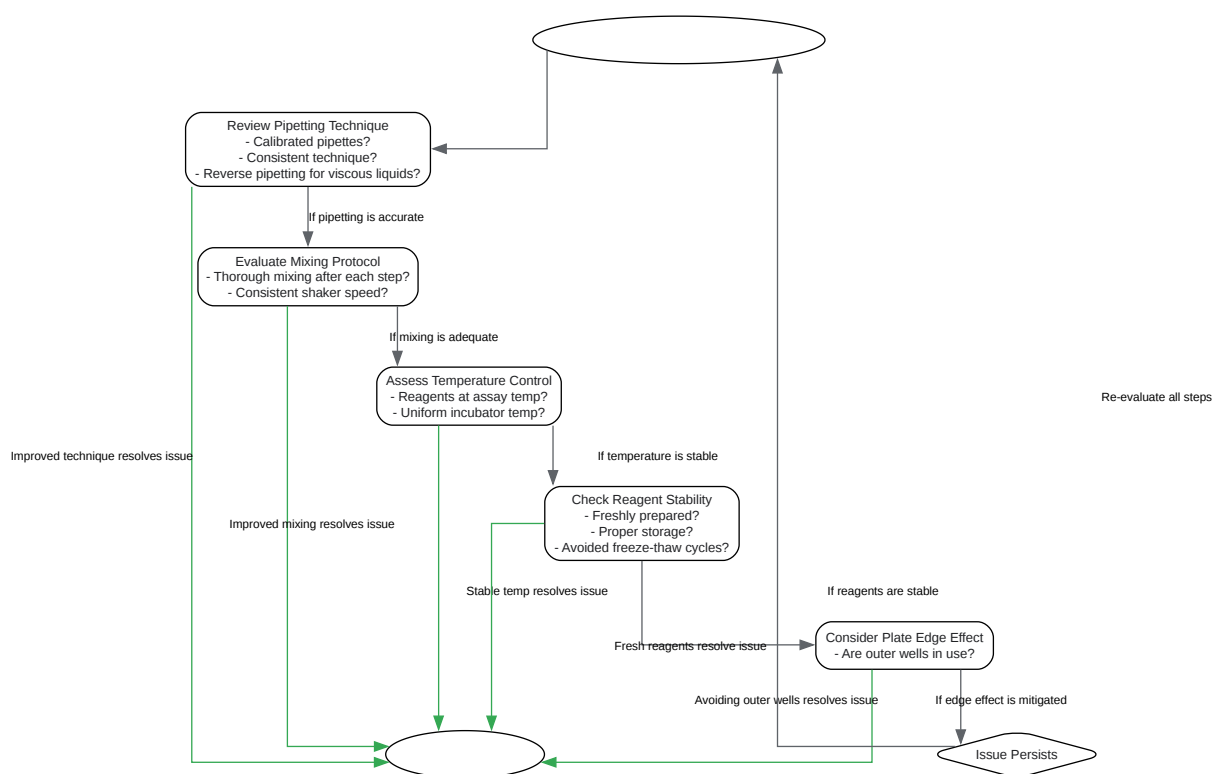 Review Pipetting Technique
- Calibrated pipettes?
- Consistent technique?
- Reverse pipetting for viscous liquids?
If pipetting is accurate
Evaluate Mixing Protocol
- Thorough mixing after each step?
- Consistent shaker speed?
If mixing is adequate
Assess Temperature Control
- Reagents at assay temp?
- Uniform incubator temp?
Re-evaluate all steps
Improved technique resolves issue
If temperature is stable
Check Reagent Stability
- Freshly prepared?
- Proper storage?
- Avoided freeze-thaw cycles?
Improved mixing resolves issue
Stable temp resolves issue
If reagents are stable
Consider Plate Edge Effect
- Are outer wells in use?
Fresh reagents resolve issue
Avoiding outer wells resolves issue
If edge effect is mitigated
Issue Persists